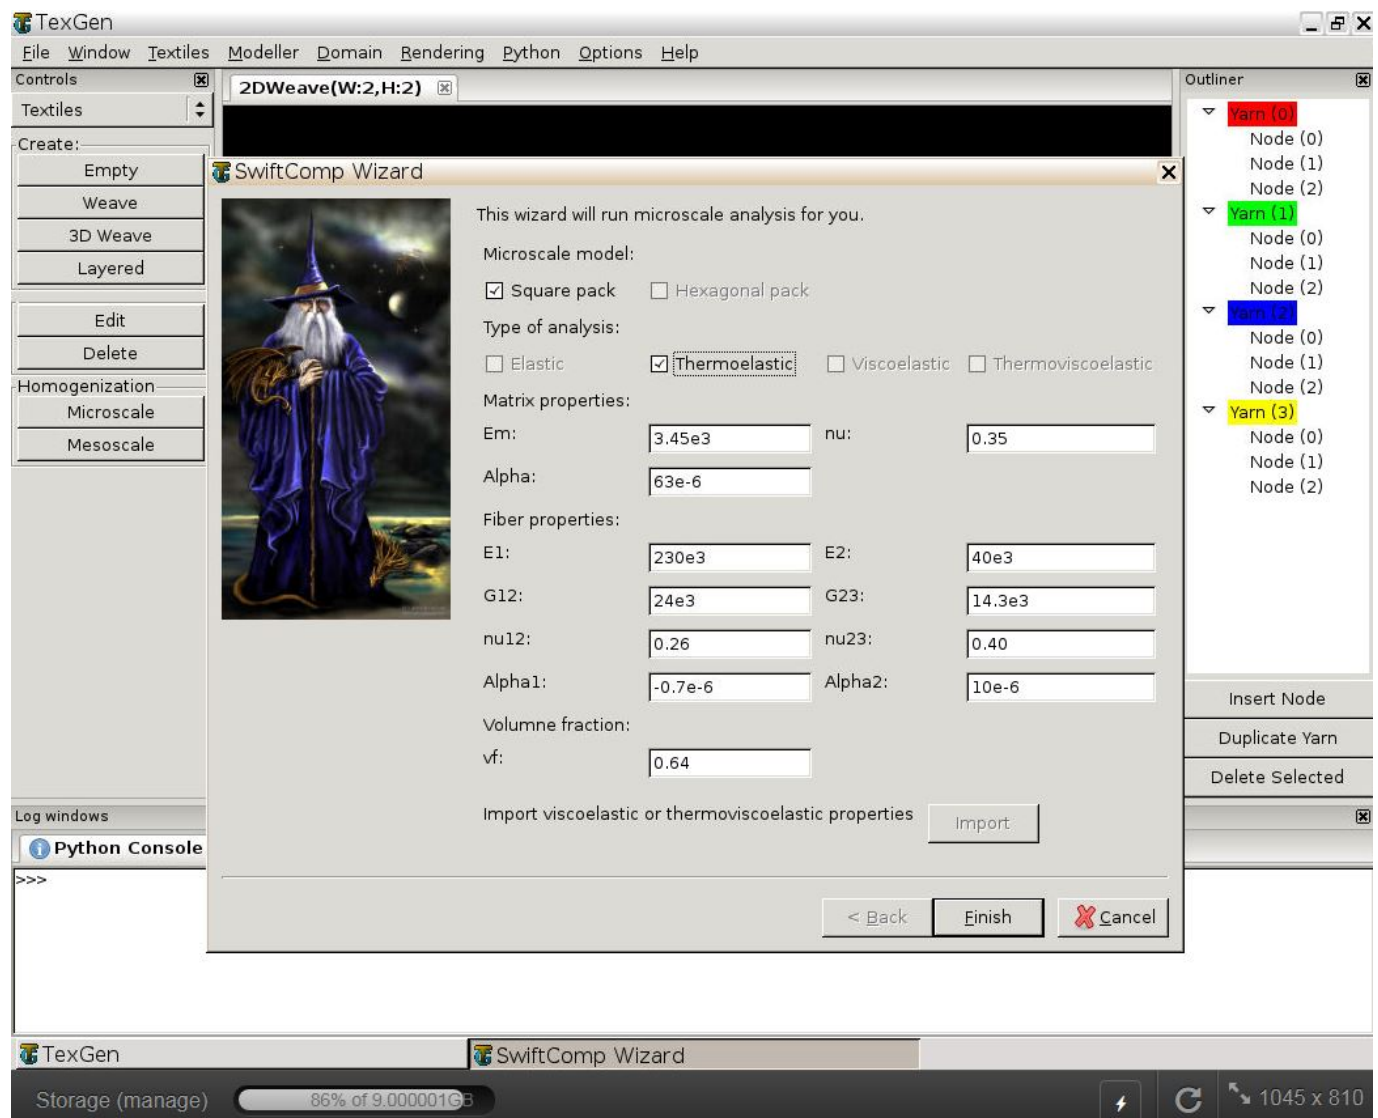 TexGen
File Window Textiles Modeller Domain Rendering Python Options Help
Controls
Textiles
Create:
Empty
Weave
3D Weave
Layered
Edit
Delete
Homogenization
Microscale
Mesoscale
2DWeave(W:2,H:2)
SwiftComp Wizard
This wizard will run microscale analysis for you.
Microscale model:
Square pack Hexagonal pack
Type of analysis:
Elastic Thermoelastic Viscoelastic Thermoviscoelastic
Matrix properties:
Em: 3.45e3 nu: 0.35
Alpha: 63e-6
Fiber properties:
E1: 230e3 E2: 40e3
G12: 24e3 G23: 14.3e3
nu12: 0.26 nu23: 0.40
Alpha1: -0.7e-6 Alpha2: 10e-6
Volumne fraction:
vf: 0.64
Import viscoelastic or thermoviscoelastic properties Import
< Back Finish Cancel
Outliner
Yarn (0)
Node (0)
Node (1)
Node (2)
Yarn (1)
Node (0)
Node (1)
Node (2)
Yarn (2)
Node (0)
Node (1)
Node (2)
Yarn (3)
Node (0)
Node (1)
Node (2)
Insert Node
Duplicate Yarn
Delete Selected
Log windows
Python Console
>>>
TexGen SwiftComp Wizard
Storage (manage) 86% of 9.000001GB 1045 x 810